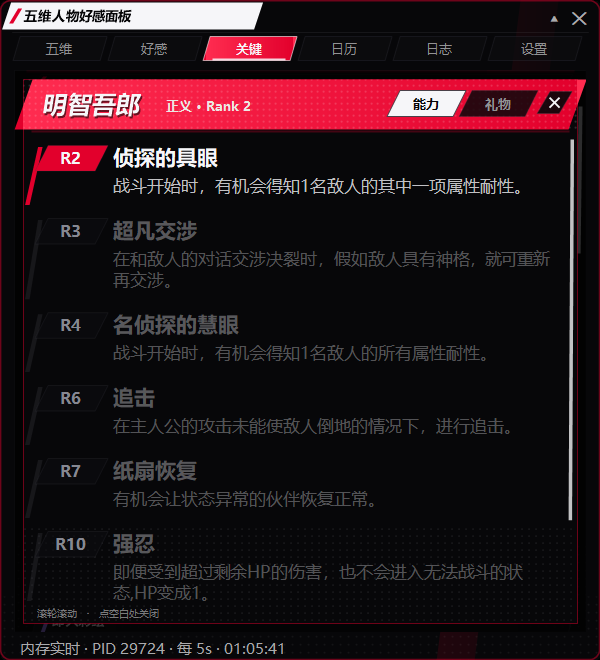 五维人物好感面板
五维 好感 关键 日历 日志 设置
明智吾郎 正义 • Rank 2 能力 礼物
R2 侦探的具眼
战斗开始时，有机会得知1名敌人的其中一项属性耐性。
R3 超凡交涉
在和敌人的对话交涉决裂时，假如敌人具有神格，就可重新
再交涉。
R4 名侦探的慧眼
战斗开始时，有机会得知1名敌人的所有属性耐性。
R6 追击
在主人公的攻击未能使敌人倒地的情况下，进行追击。
R7 纸扇恢复
有机会让状态异常的伙伴恢复正常。
R10 强忍
即便受到超过剩余HP的伤害，也不会进入无法战斗的状
态,HP变成1。
滚轮滚动 · 点空白处关闭
内存实时 · PID 29724 · 每 5s · 01:05:41